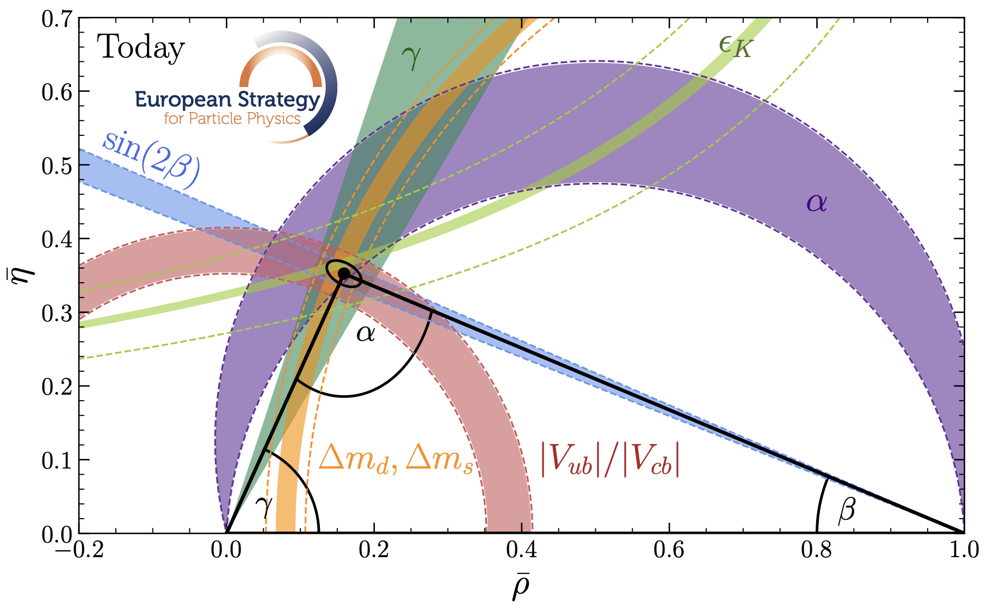 Today
European Strategy
for Particle Physics
sin(2β)
γ
ϵ_K
α
α
Δm_d, Δm_s
|V_ub|/|V_cb|
γ
β
0.7
0.6
0.5
0.4
0.3
0.2
0.1
0.0
−0.2 0.0 0.2 0.4 0.6 0.8 1.0
η̄
ρ̄